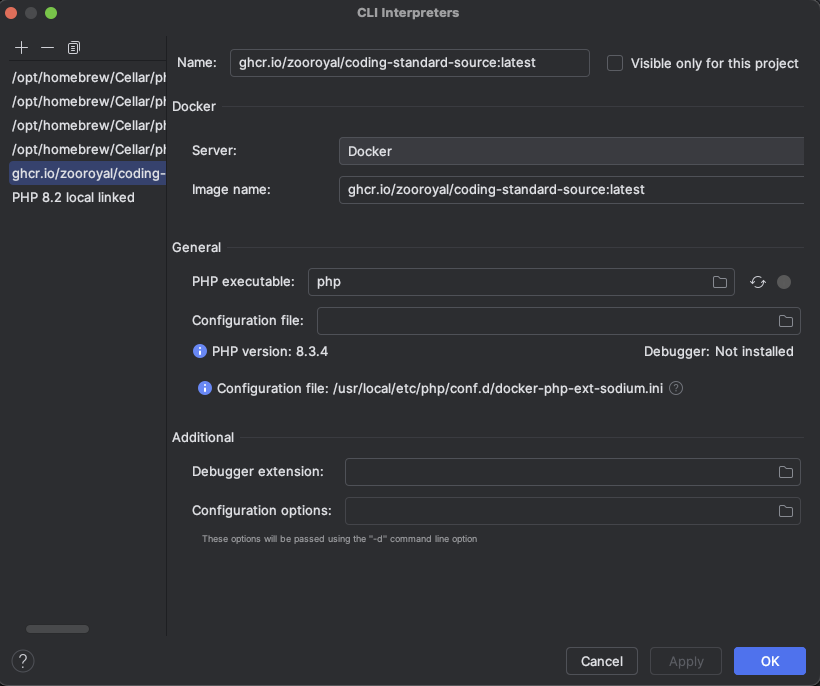 CLI Interpreters
/opt/homebrew/Cellar/ph
/opt/homebrew/Cellar/ph
/opt/homebrew/Cellar/ph
/opt/homebrew/Cellar/ph
ghcr.io/zooroyal/coding-
PHP 8.2 local linked
Name: ghcr.io/zooroyal/coding-standard-source:latest Visible only for this project
Docker
Server: Docker
Image name: ghcr.io/zooroyal/coding-standard-source:latest
General
PHP executable: php
Configuration file:
PHP version: 8.3.4 Debugger: Not installed
Configuration file: /usr/local/etc/php/conf.d/docker-php-ext-sodium.ini ?
Additional
Debugger extension:
Configuration options:
These options will be passed using the "-d" command line option
? Cancel Apply OK